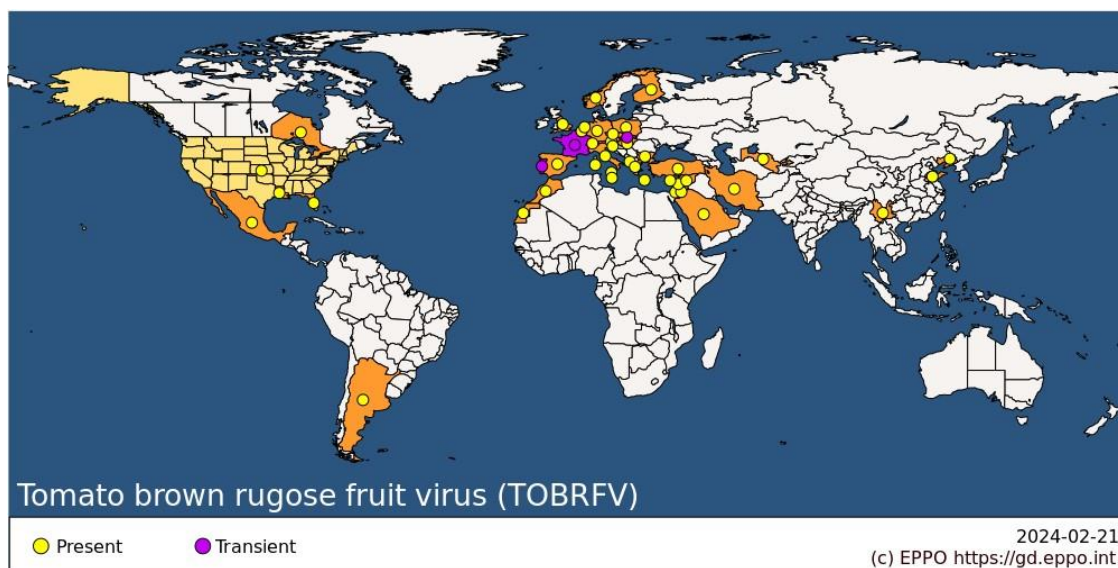 Tomato brown rugose fruit virus (TOBRFV)
Present
Transient
2024-02-21
(c) EPPO https://gd.eppo.int